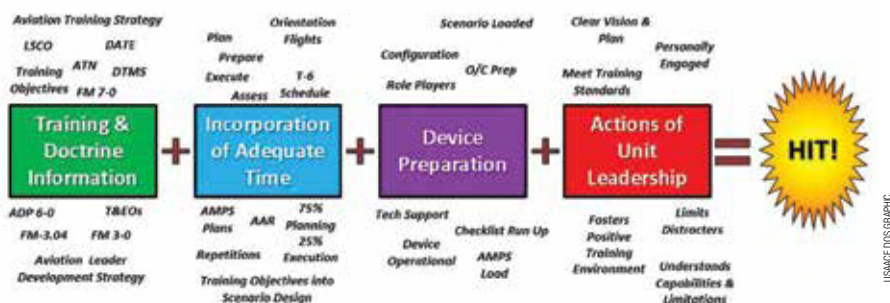 Aviation Training Strategy
LSCO
DATE
Training
Objectives
ATN
DTMS
FM 7-0
Plan
Orientation
Flights
Prepare
Execute
Assess
T-6
Schedule
Scenario Loaded
Configuration
O/C Prep
Role Players
Clear Vision &
Plan
Personally
Engaged
Meet Training
Standards
Training &
Doctrine
Information
+
Incorporation
of Adequate
Time
+
Device
Preparation
+
Actions of
Unit
Leadership
=
HIT!
ADP 6-0
T&EOs
FM-3.04
FM 3-0
Aviation Leader
Development Strategy
AMPS
Plans
AAR
75%
Planning
25%
Execution
Repetitions
Training Objectives into
Scenario Design
Tech Support
Checklist Run Up
Device
Operational
AMPS
Load
Fosters
Positive
Training
Environment
Limits
Distracters
Understands
Capabilities &
Limitations
USAACE DOS GRAPHIC